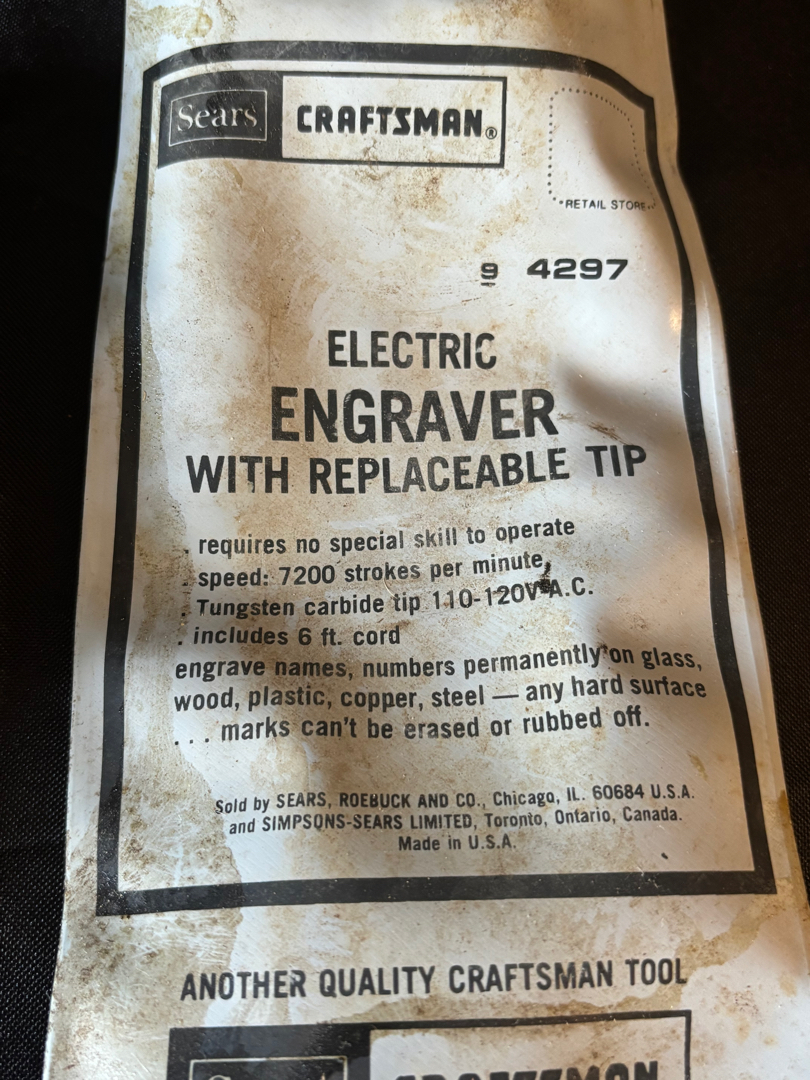 Sears CRAFTSMAN®
RETAIL STORE
9 4297
ELECTRIC
ENGRAVER
WITH REPLACEABLE TIP
. requires no special skill to operate
. speed: 7200 strokes per minute,
. Tungsten carbide tip 110-120V A.C.
. includes 6 ft. cord
engrave names, numbers permanently on glass,
wood, plastic, copper, steel — any hard surface
. . . marks can't be erased or rubbed off.
Sold by SEARS, ROEBUCK AND CO., Chicago, IL. 60684 U.S.A.
and SIMPSONS-SEARS LIMITED, Toronto, Ontario, Canada.
Made in U.S.A.
ANOTHER QUALITY CRAFTSMAN TOOL
Sears CRAFTSMAN